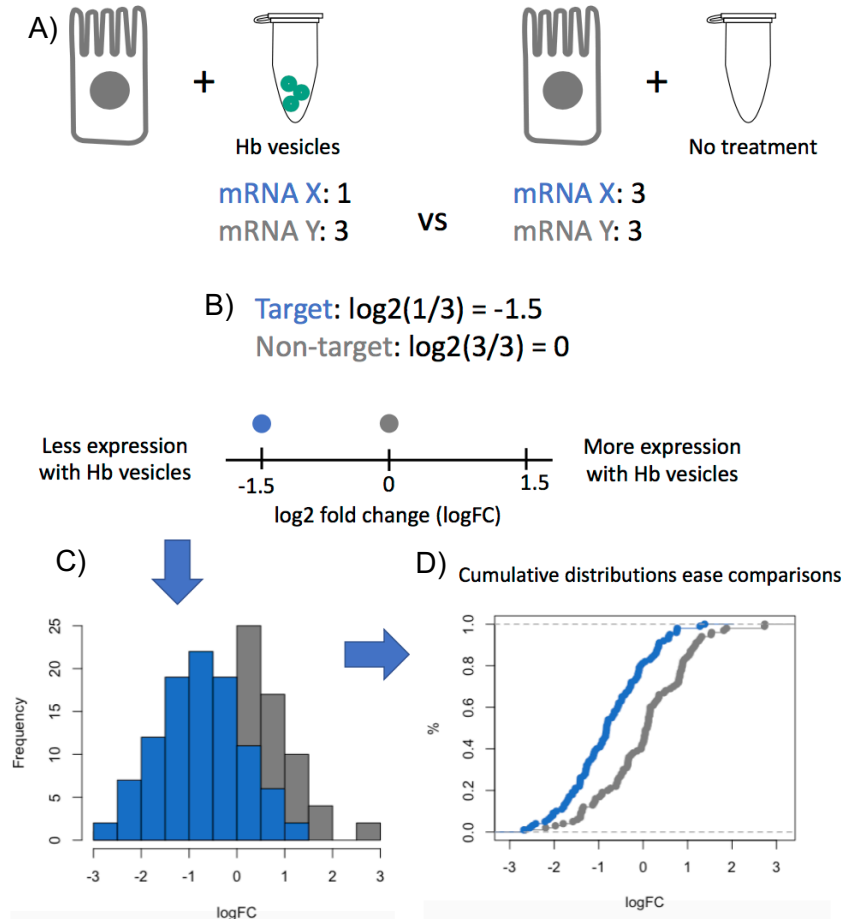 A)
+
+
Hb vesicles
No treatment
mRNA X: 1
mRNA Y: 3
vs
mRNA X: 3
mRNA Y: 3
B)
Target: log2(1/3) = -1.5
Non-target: log2(3/3) = 0
Less expression
with Hb vesicles
More expression
with Hb vesicles
-1.5
0
1.5
log2 fold change (logFC)
C)
Frequency
25
20
15
10
5
0
-3
-2
-1
0
1
2
3
logFC
D)
Cumulative distributions ease comparisons
%
1.0
0.8
0.6
0.4
0.2
0.0
-3
-2
-1
0
1
2
3
logFC